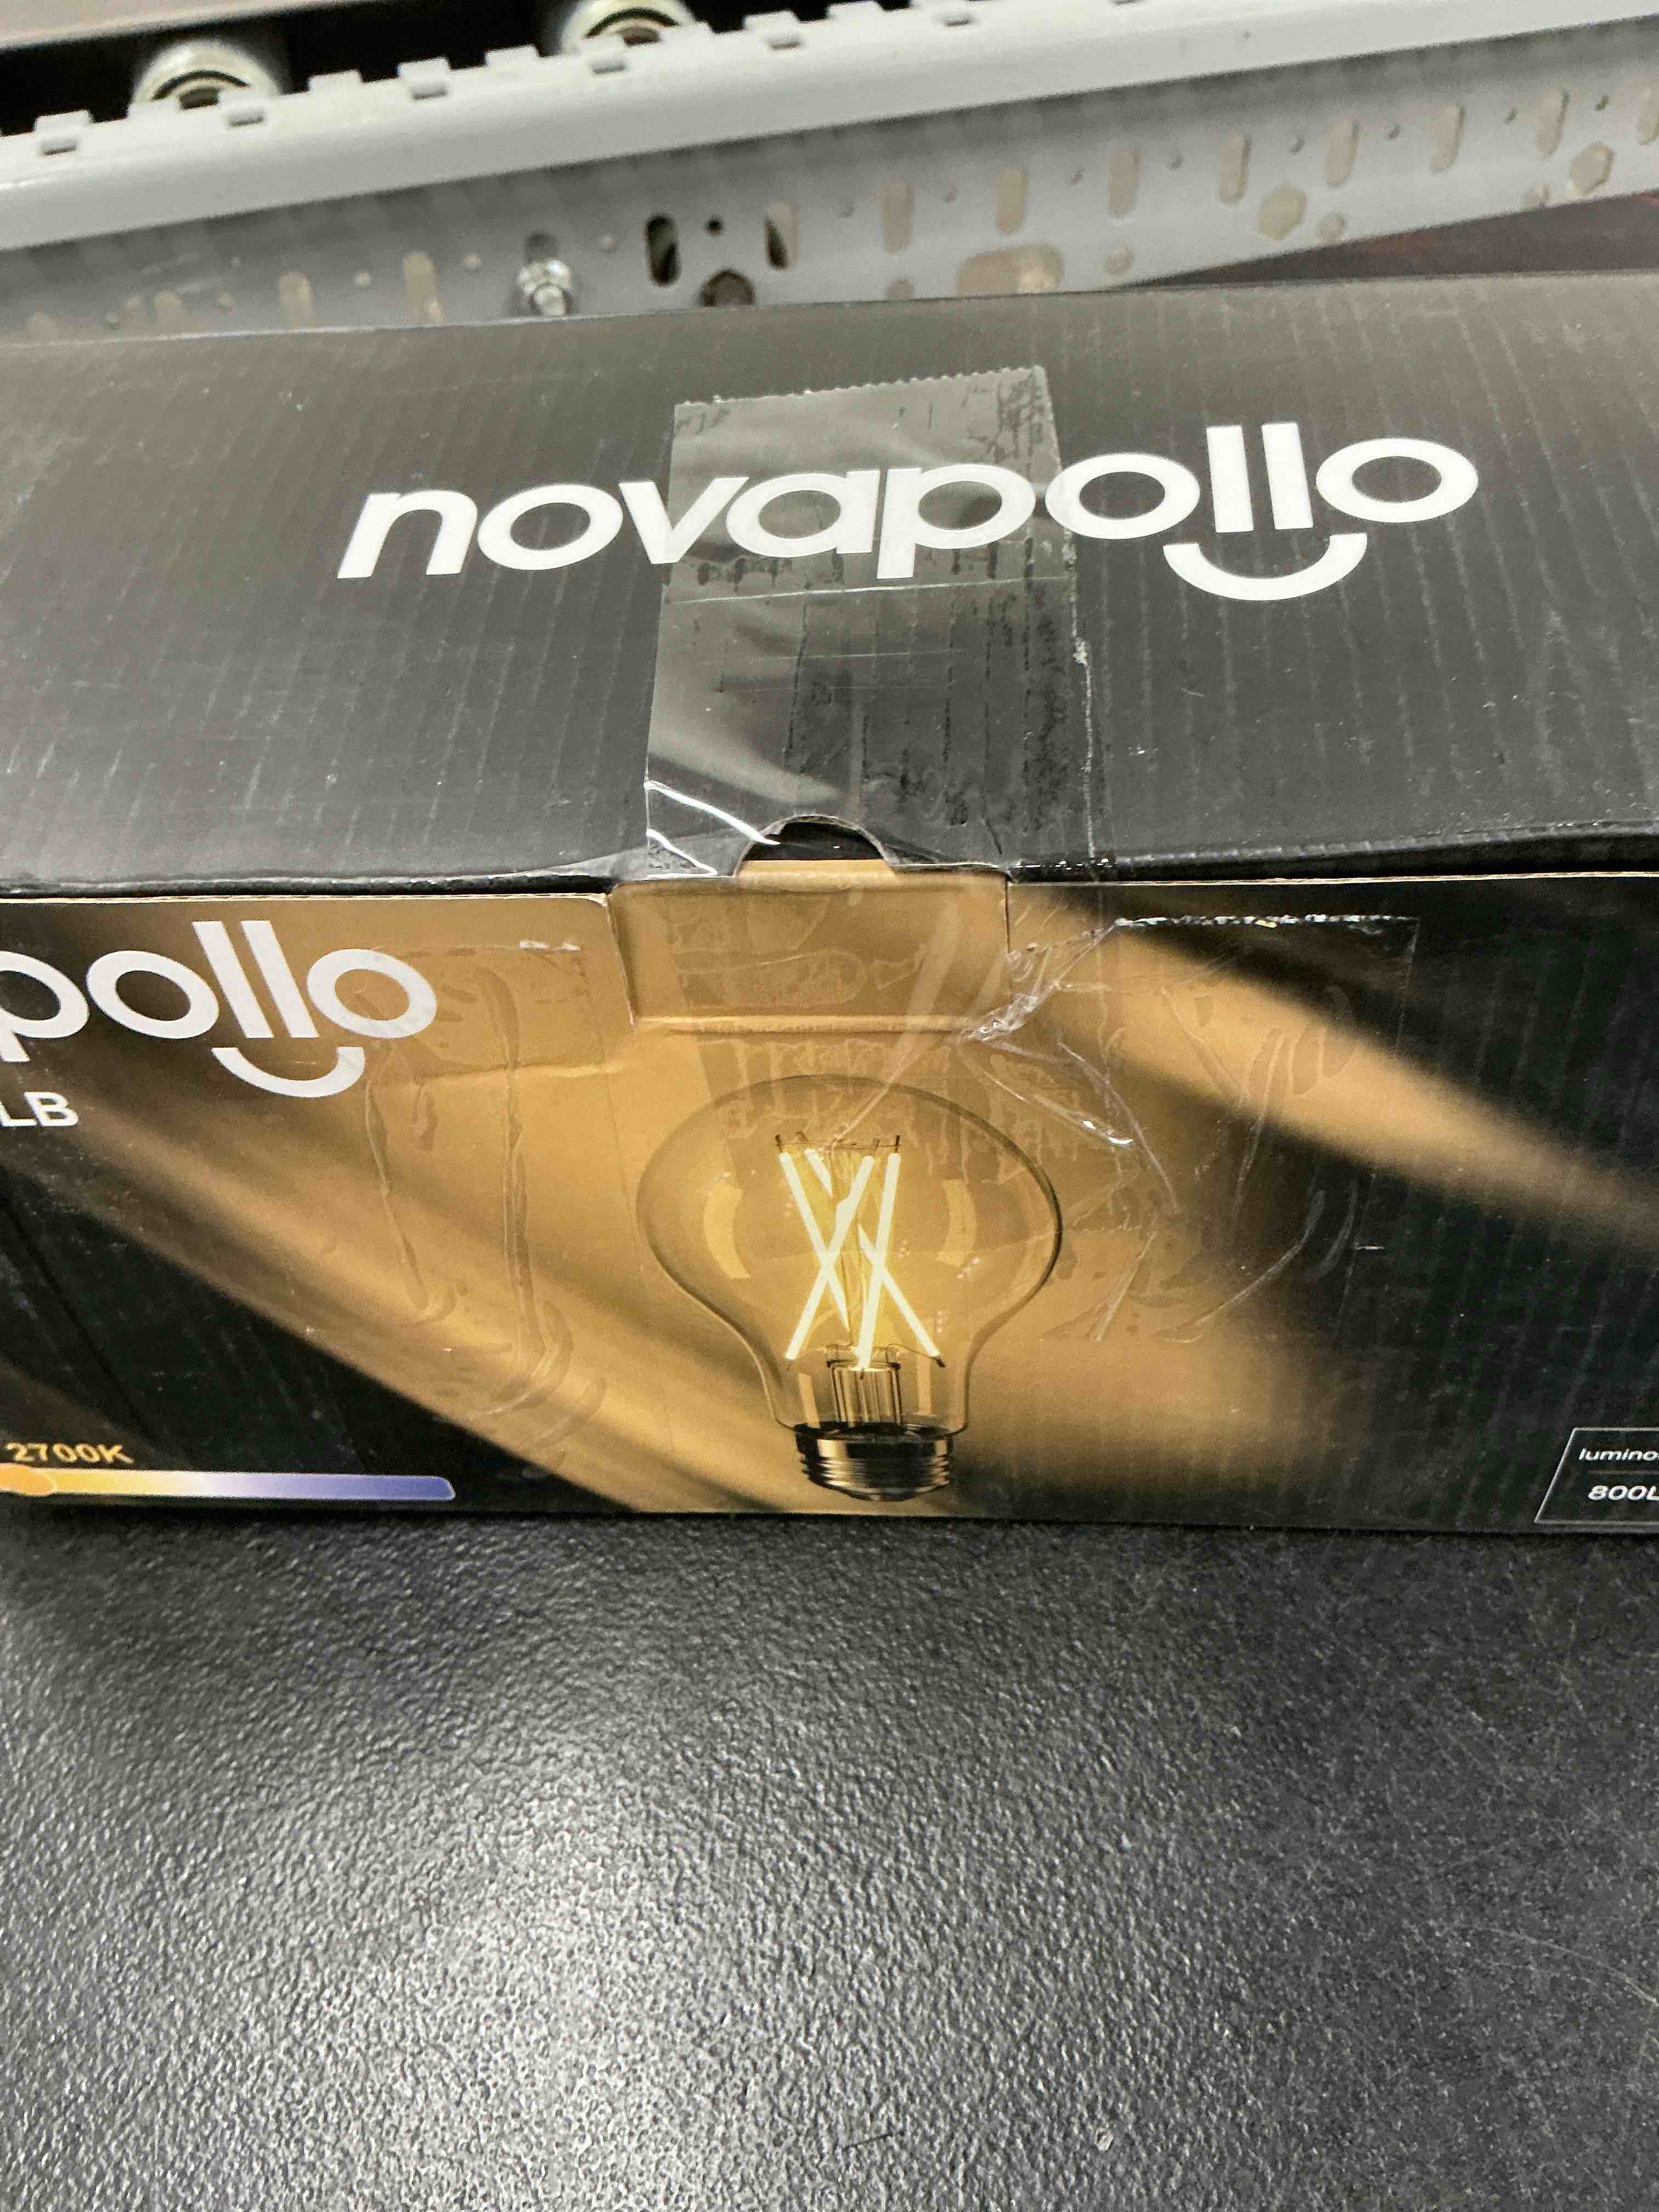 novapollo
pollo
LB
2700K
lumino
800L